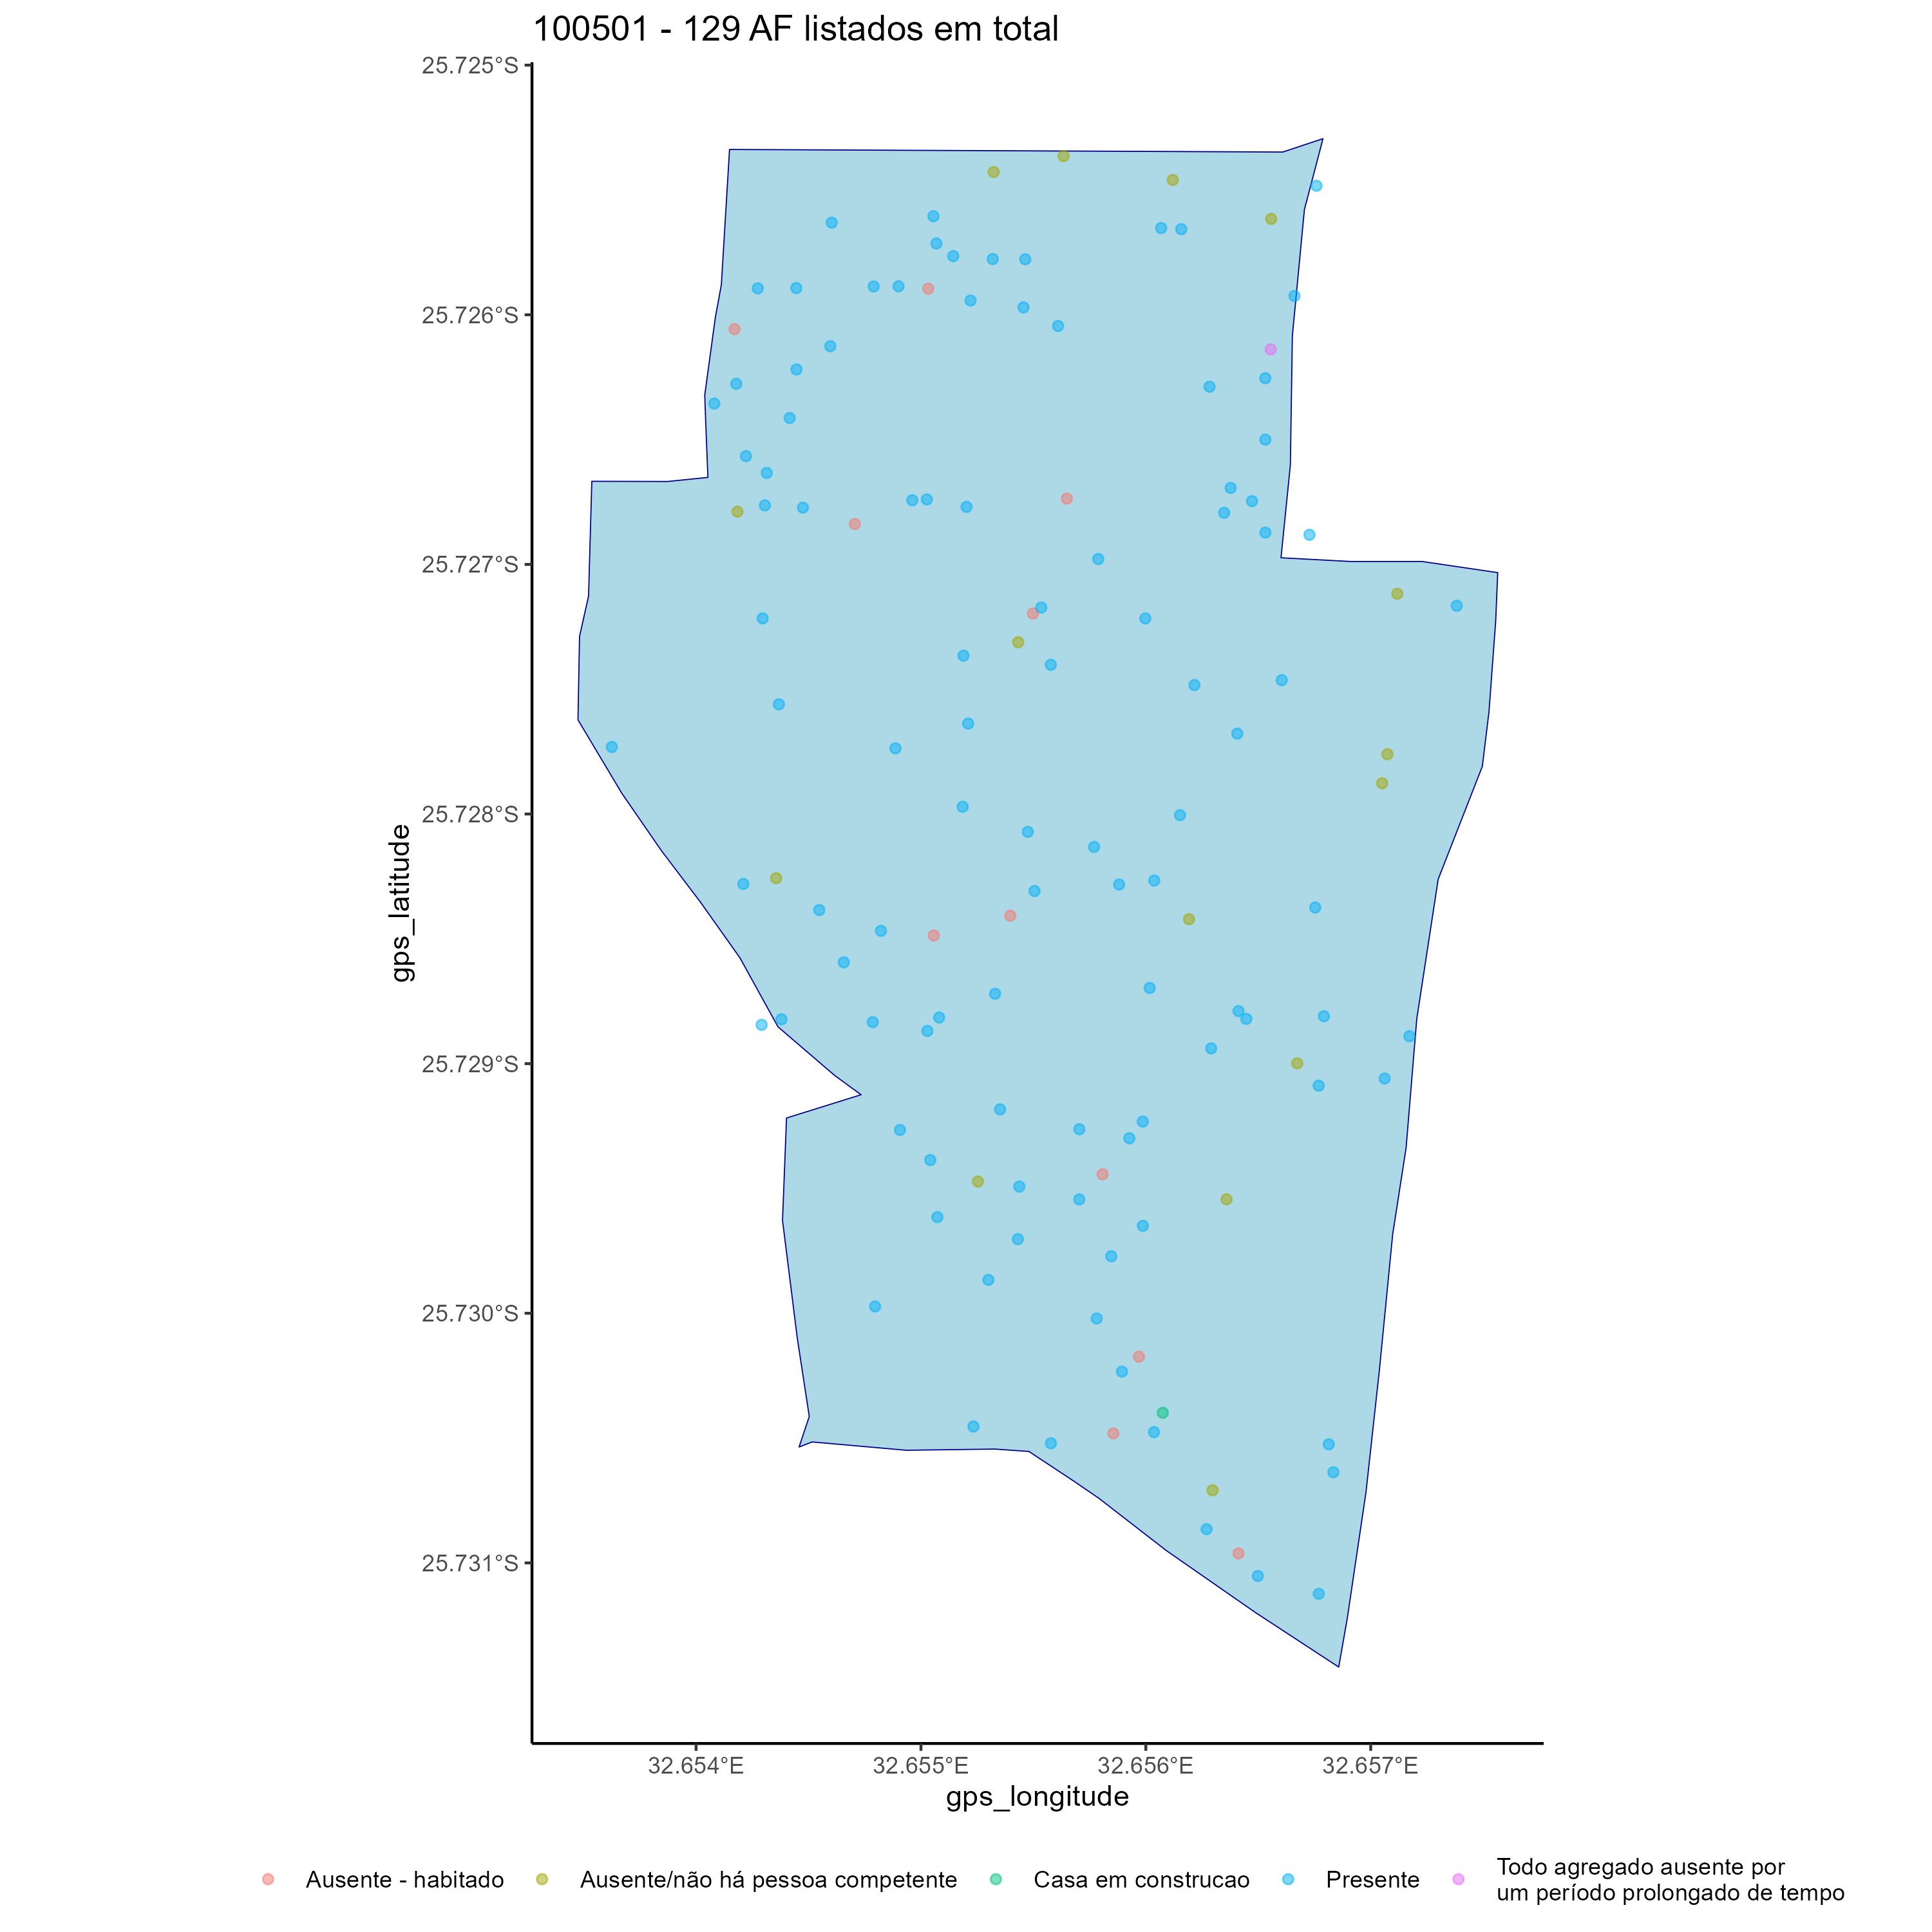 100501 - 129 AF listados em total
25.725°S
25.726°S
25.727°S
25.728°S
25.729°S
25.730°S
25.731°S
gps_latitude
32.654°E 32.655°E 32.656°E 32.657°E
gps_longitude
Ausente - habitado
Ausente/não há pessoa competente
Casa em construcao
Presente
Todo agregado ausente por
um período prolongado de tempo